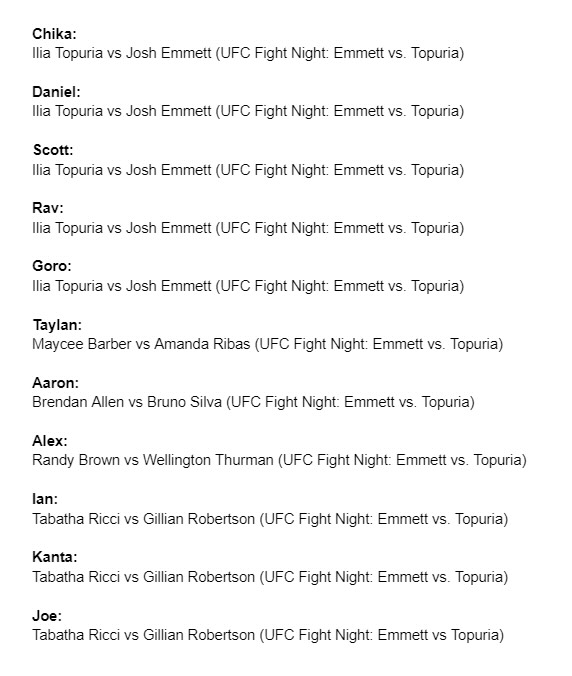 Chika:
Ilia Topuria vs Josh Emmett (UFC Fight Night: Emmett vs. Topuria)
Daniel:
Ilia Topuria vs Josh Emmett (UFC Fight Night: Emmett vs. Topuria)
Scott:
Ilia Topuria vs Josh Emmett (UFC Fight Night: Emmett vs. Topuria)
Rav:
Ilia Topuria vs Josh Emmett (UFC Fight Night: Emmett vs. Topuria)
Goro:
Ilia Topuria vs Josh Emmett (UFC Fight Night: Emmett vs. Topuria)
Taylan:
Maycee Barber vs Amanda Ribas (UFC Fight Night: Emmett vs. Topuria)
Aaron:
Brendan Allen vs Bruno Silva (UFC Fight Night: Emmett vs. Topuria)
Alex:
Randy Brown vs Wellington Thurman (UFC Fight Night: Emmett vs. Topuria)
Ian:
Tabatha Ricci vs Gillian Robertson (UFC Fight Night: Emmett vs. Topuria)
Kanta:
Tabatha Ricci vs Gillian Robertson (UFC Fight Night: Emmett vs. Topuria)
Joe:
Tabatha Ricci vs Gillian Robertson (UFC Fight Night: Emmett vs Topuria)